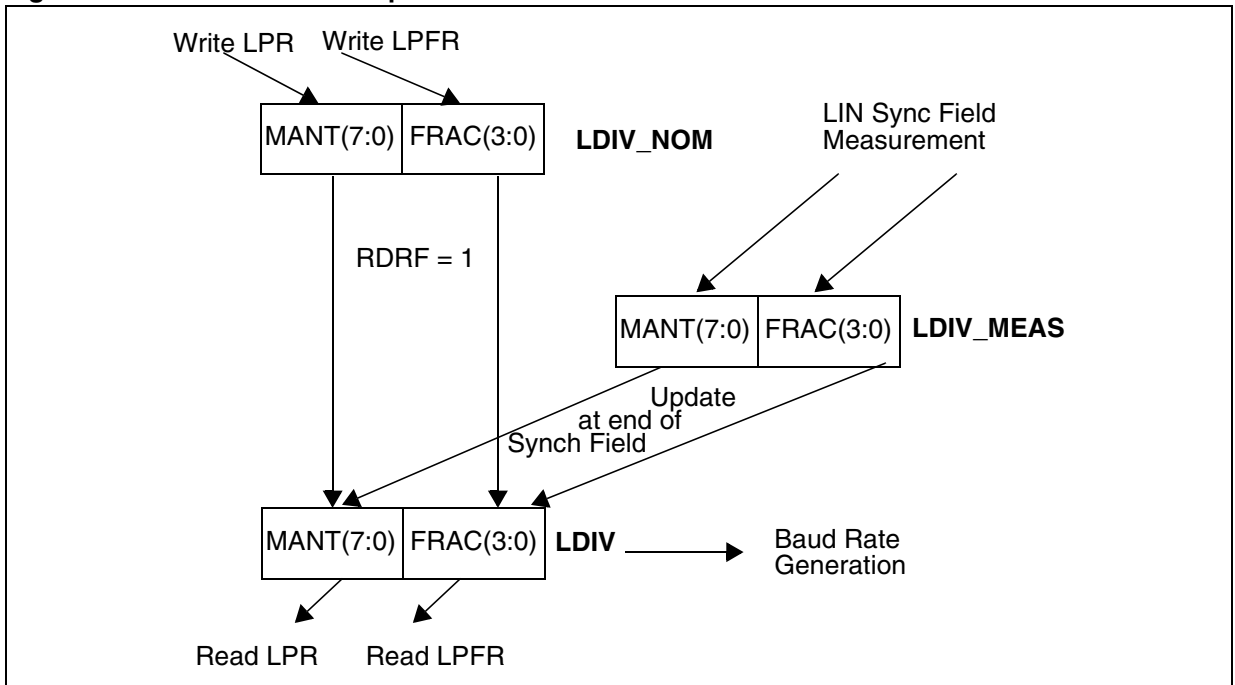 Write LPR
Write LPFR
MANT(7:0)
FRAC(3:0)
LDIV_NOM
LIN Sync Field
Measurement
RDRF = 1
MANT(7:0)
FRAC(3:0)
LDIV_MEAS
Update
at end of
Synch Field
MANT(7:0)
FRAC(3:0)
LDIV
Baud Rate
Generation
Read LPR
Read LPFR